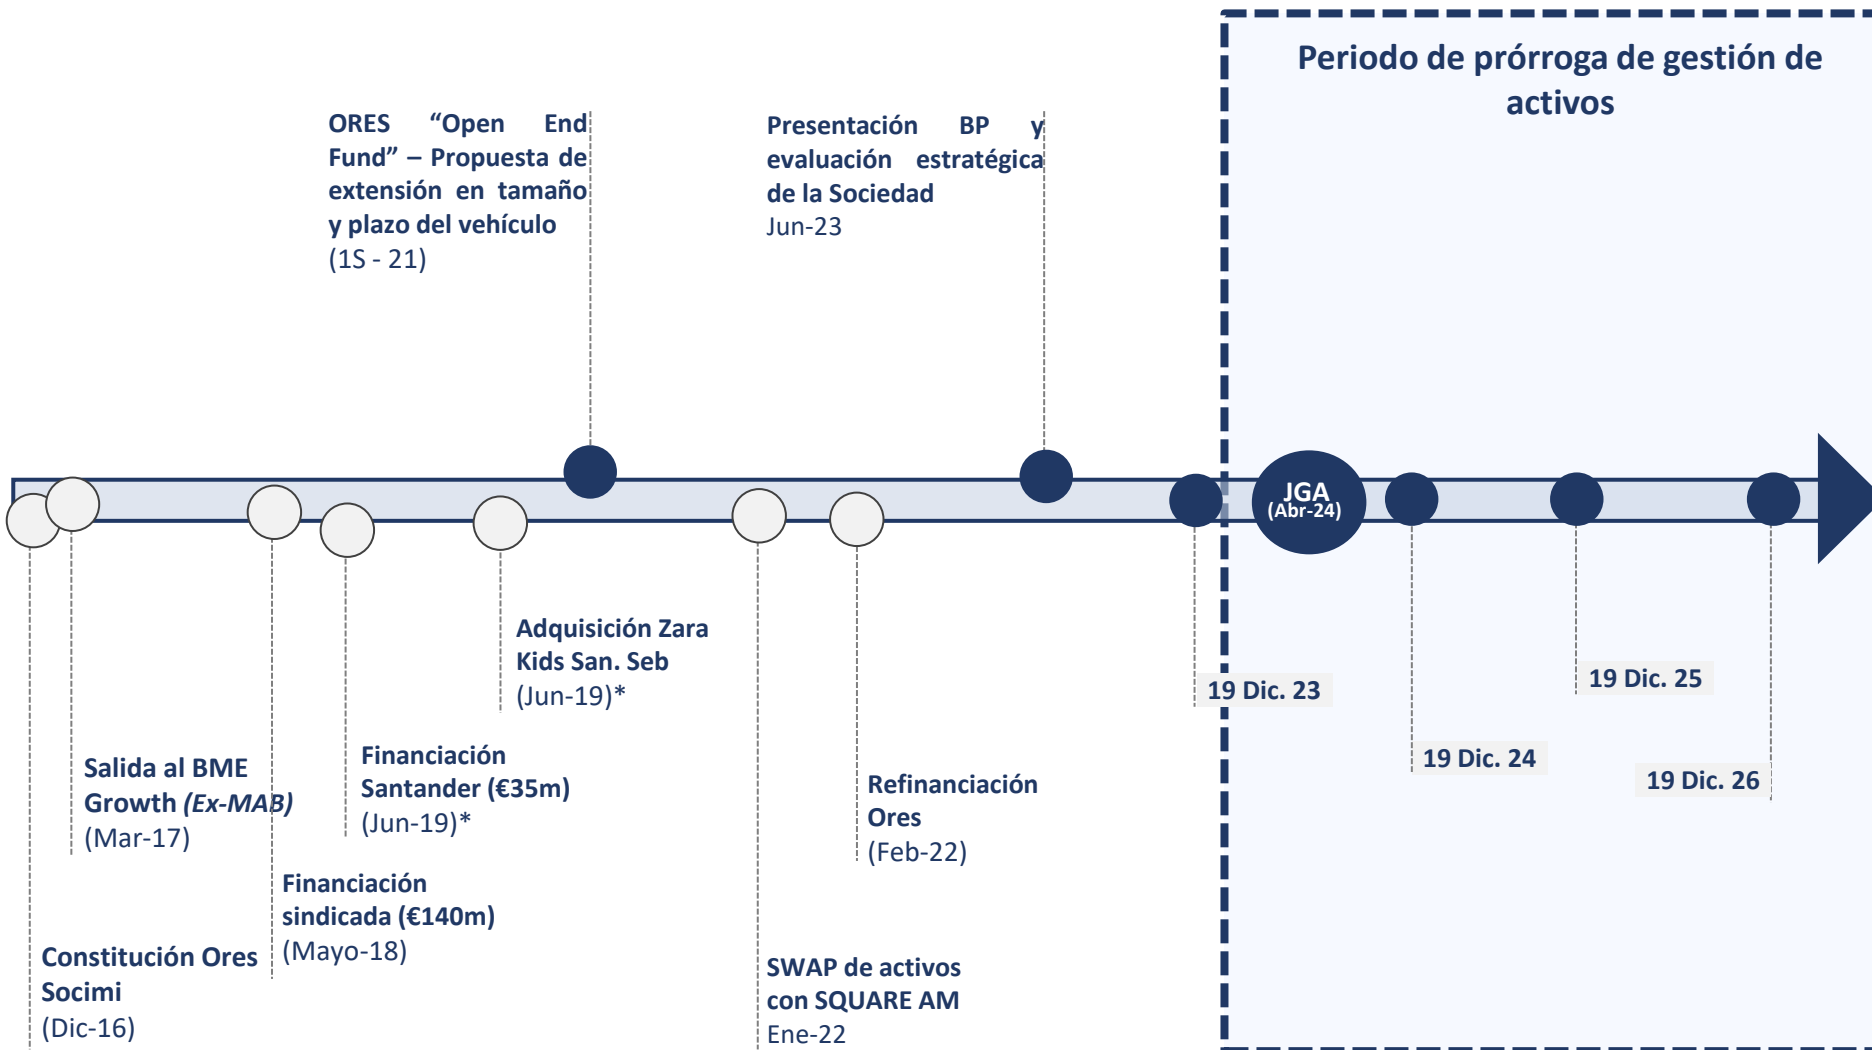 Periodo de prórroga de gestión de
activos
ORES “Open End
Fund” – Propuesta de
extensión en tamaño
y plazo del vehículo
(1S - 21)
Presentación BP y
evaluación estratégica
de la Sociedad
Jun-23
JGA
(Abr-24)
Adquisición Zara
Kids San. Seb
(Jun-19)*
19 Dic. 23
19 Dic. 25
19 Dic. 24
19 Dic. 26
Salida al BME
Growth (Ex-MAB)
(Mar-17)
Financiación
Santander (€35m)
(Jun-19)*
Refinanciación
Ores
(Feb-22)
Financiación
sindicada (€140m)
(Mayo-18)
Constitución Ores
Socimi
(Dic-16)
SWAP de activos
con SQUARE AM
Ene-22